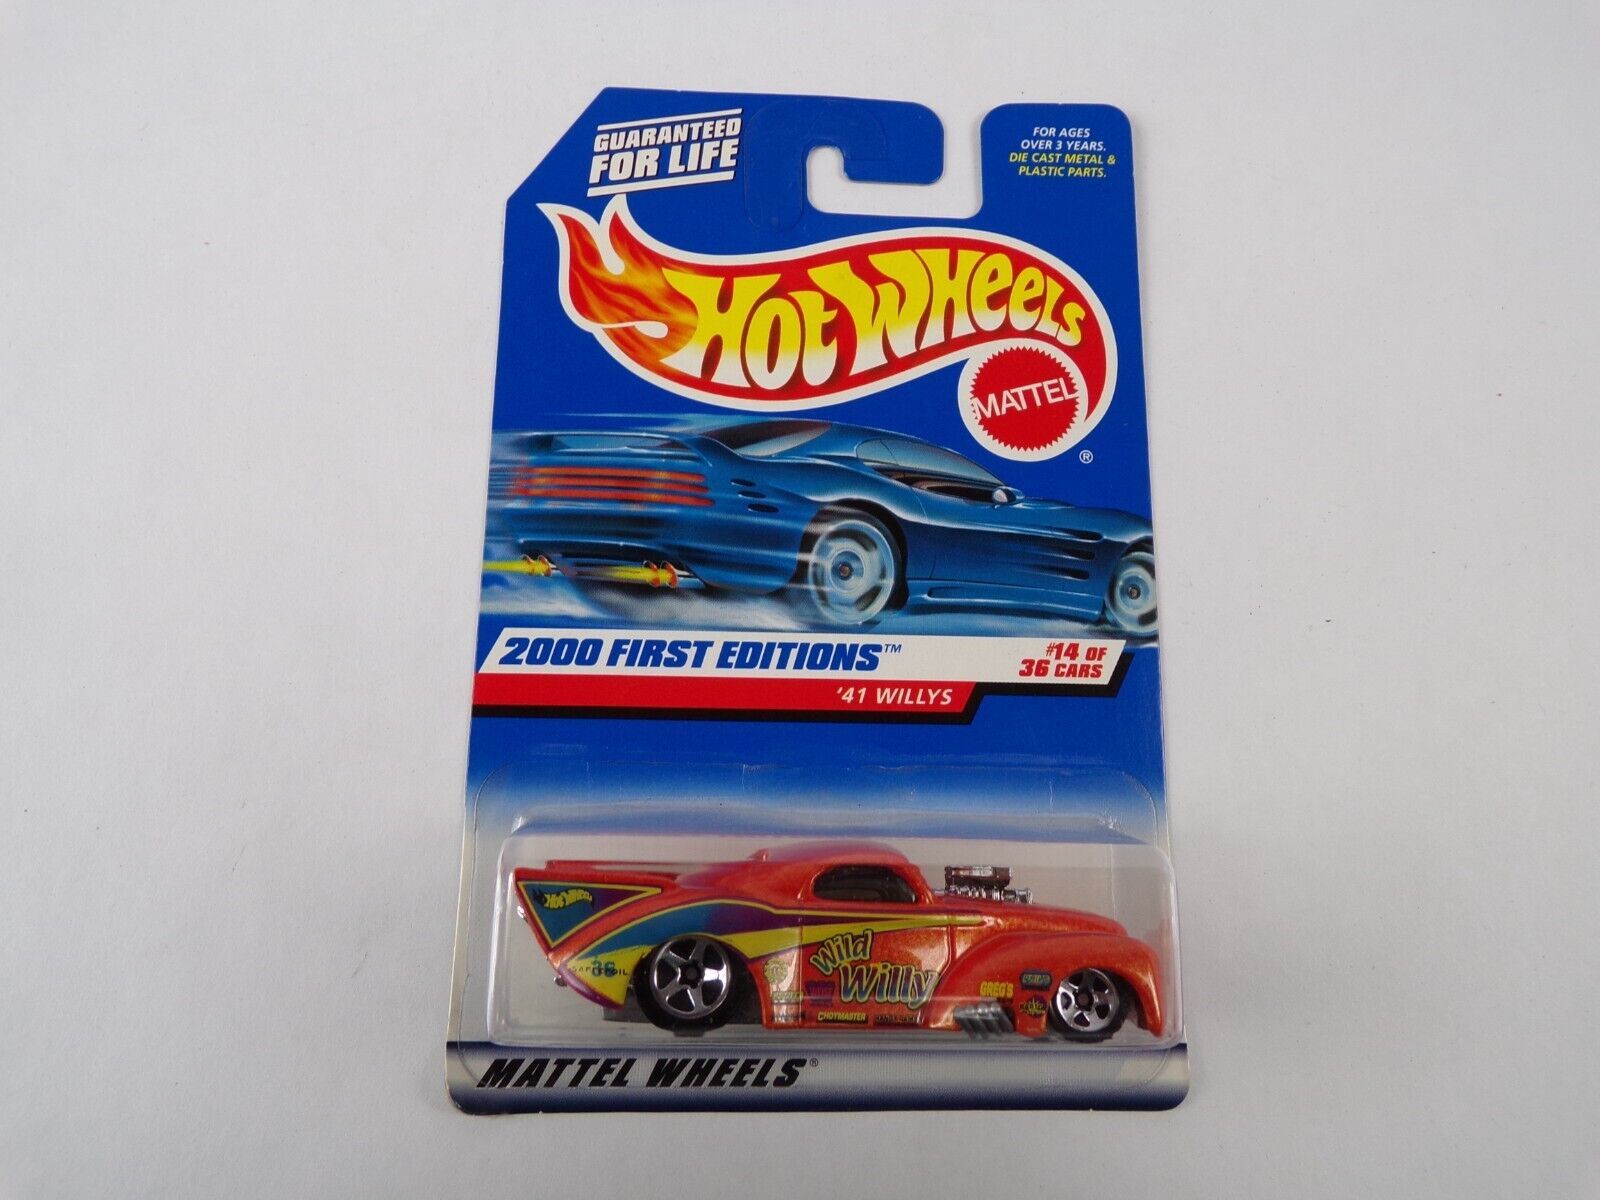 GUARANTEED
FOR LIFE
FOR AGES
OVER 3 YEARS.
DIE CAST METAL &
PLASTIC PARTS.
HOT WHEELS
MATTEL
®
2000 FIRST EDITIONS™
#14 OF
36 CARS
'41 WILLYS
HOT WHEELS
36
Wild
Willy
GREG'S
CHOYMASTER
MATTEL WHEELS®